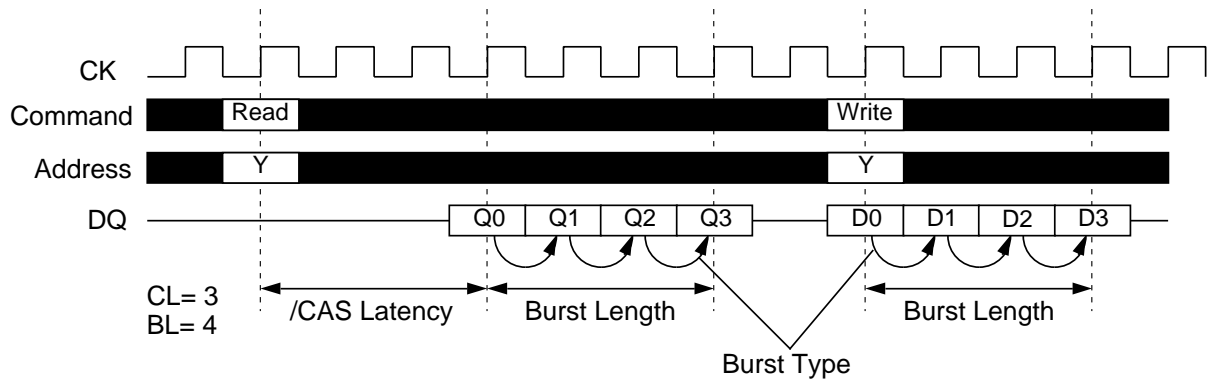 CK
Command Read Write
Address Y Y
DQ Q0 Q1 Q2 Q3 D0 D1 D2 D3
CL= 3 /CAS Latency Burst Length Burst Length
BL= 4
Burst Type